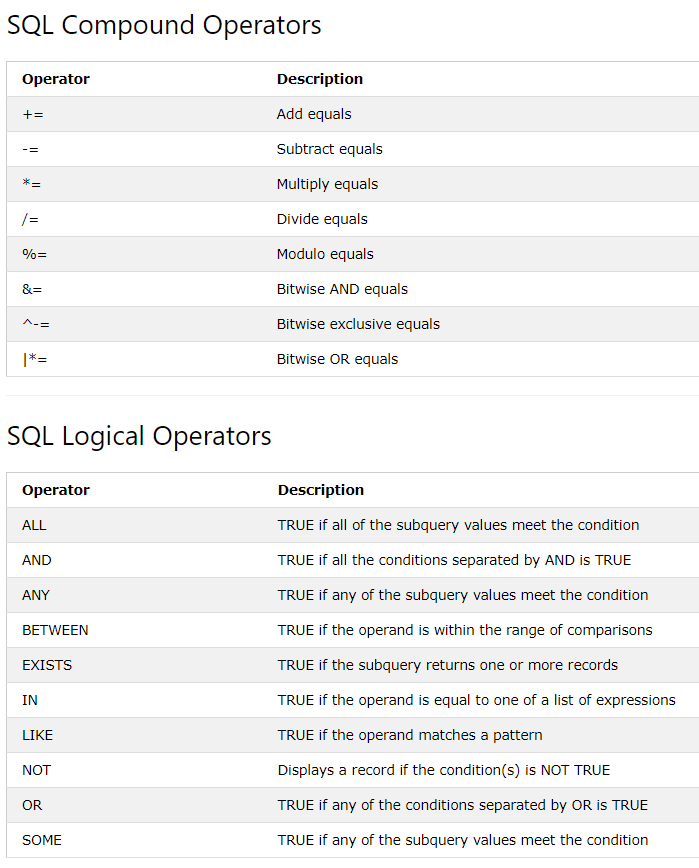 SQL Compound Operators
Operator Description
+= Add equals
-= Subtract equals
*= Multiply equals
/= Divide equals
%= Modulo equals
&= Bitwise AND equals
^-= Bitwise exclusive equals
|*= Bitwise OR equals
SQL Logical Operators
Operator Description
ALL TRUE if all of the subquery values meet the condition
AND TRUE if all the conditions separated by AND is TRUE
ANY TRUE if any of the subquery values meet the condition
BETWEEN TRUE if the operand is within the range of comparisons
EXISTS TRUE if the subquery returns one or more records
IN TRUE if the operand is equal to one of a list of expressions
LIKE TRUE if the operand matches a pattern
NOT Displays a record if the condition(s) is NOT TRUE
OR TRUE if any of the conditions separated by OR is TRUE
SOME TRUE if any of the subquery values meet the condition